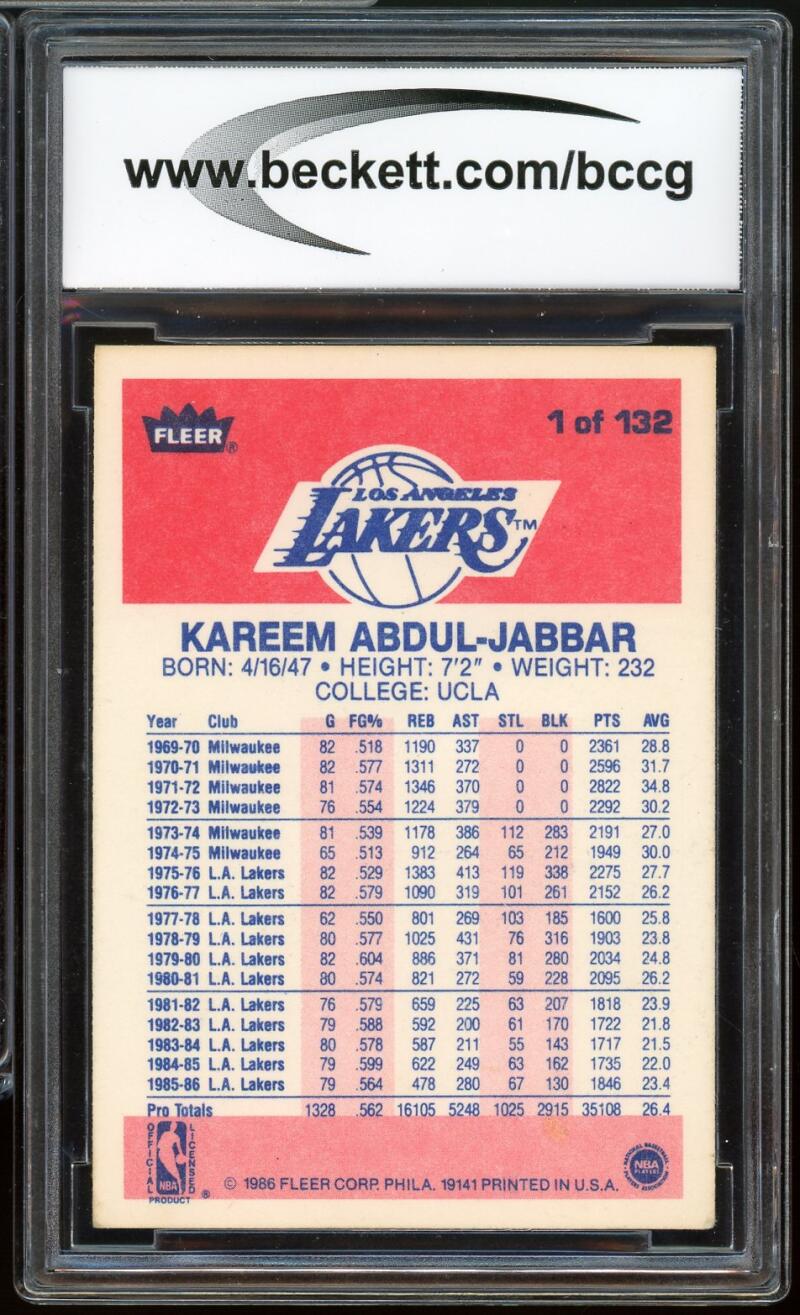 www.beckett.com/bccg
FLEER®
1 of 132
LOS ANGELES
LAKERS™
KAREEM ABDUL-JABBAR
BORN: 4/16/47 • HEIGHT: 7'2" • WEIGHT: 232
COLLEGE: UCLA
Year Club G FG% REB AST STL BLK PTS AVG
1969-70 Milwaukee 82 .518 1190 337 0 0 2361 28.8
1970-71 Milwaukee 82 .577 1311 272 0 0 2596 31.7
1971-72 Milwaukee 81 .574 1346 370 0 0 2822 34.8
1972-73 Milwaukee 76 .554 1224 379 0 0 2292 30.2
1973-74 Milwaukee 81 .539 1178 386 112 283 2191 27.0
1974-75 Milwaukee 65 .513 912 264 65 212 1949 30.0
1975-76 L.A. Lakers 82 .529 1383 413 119 338 2275 27.7
1976-77 L.A. Lakers 82 .579 1090 319 101 261 2152 26.2
1977-78 L.A. Lakers 62 .550 801 269 103 185 1600 25.8
1978-79 L.A. Lakers 80 .577 1025 431 76 316 1903 23.8
1979-80 L.A. Lakers 82 .604 886 371 81 280 2034 24.8
1980-81 L.A. Lakers 80 .574 821 272 59 228 2095 26.2
1981-82 L.A. Lakers 76 .579 659 225 63 207 1818 23.9
1982-83 L.A. Lakers 79 .588 592 200 61 170 1722 21.8
1983-84 L.A. Lakers 80 .578 587 211 55 143 1717 21.5
1984-85 L.A. Lakers 79 .599 622 249 63 162 1735 22.0
1985-86 L.A. Lakers 79 .564 478 280 67 130 1846 23.4
Pro Totals 1328 .562 16105 5248 1025 2915 35108 26.4
OFFICIAL LICENSED
NBA ®
PRODUCT
© 1986 FLEER CORP. PHILA. 19141 PRINTED IN U.S.A.
NATIONAL BASKETBALL
NBA
PLAYERS
PLAYERS ASSOCIATION